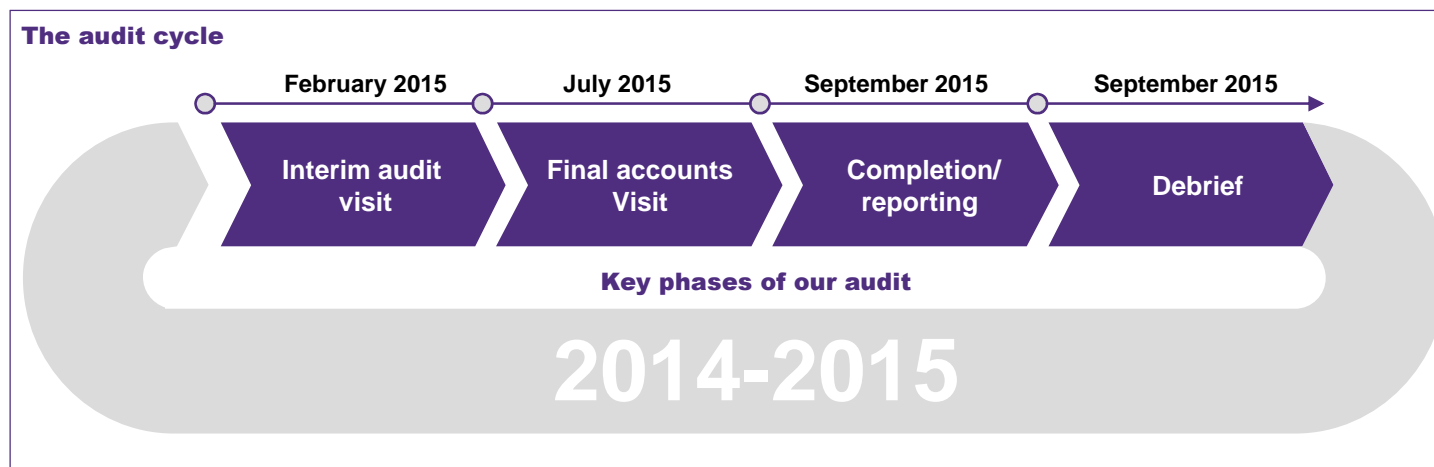 The audit cycle
February 2015
July 2015
September 2015
September 2015
Interim audit
visit
Final accounts
Visit
Completion/
reporting
Debrief
Key phases of our audit
2014-2015